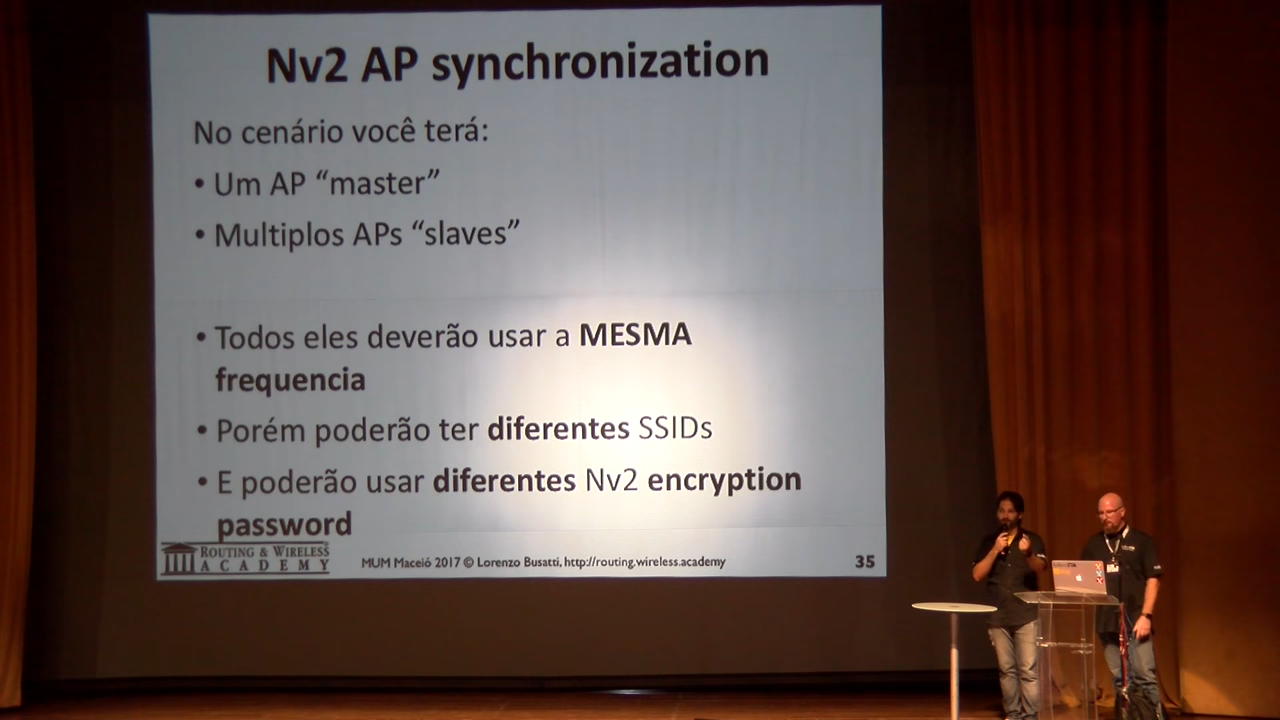 Nv2 AP synchronization
No cenário você terá:
• Um AP “master”
• Multiplos APs “slaves”
• Todos eles deverão usar a MESMA
frequencia
• Porém poderão ter diferentes SSIDs
• E poderão usar diferentes Nv2 encryption
password
ROUTING & WIRELESS
ACADEMY
MUM Maceió 2017 © Lorenzo Busatti, http://routing.wireless.academy
35